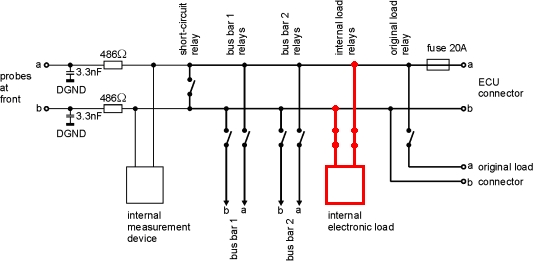 short-circuit
relay
bus bar 1
relays
bus bar 2
relays
internal load
relays
original load
relay
fuse 20A
a
486Ω
a
probes
at
front
3.3nF
DGND
ECU
connector
b
486Ω
b
3.3nF
DGND
a original load
b connector
internal
measurement
device
b a
bus bar 1
b a
bus bar 2
internal
electronic load